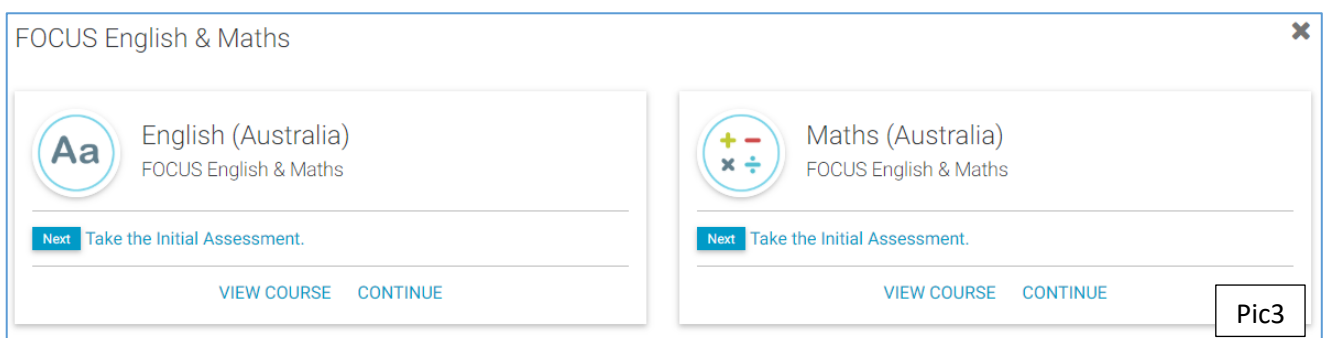 FOCUS English & Maths
Aa
English (Australia)
FOCUS English & Maths
Next Take the Initial Assessment.
VIEW COURSE CONTINUE
Maths (Australia)
FOCUS English & Maths
Next Take the Initial Assessment.
VIEW COURSE CONTINUE
Pic3